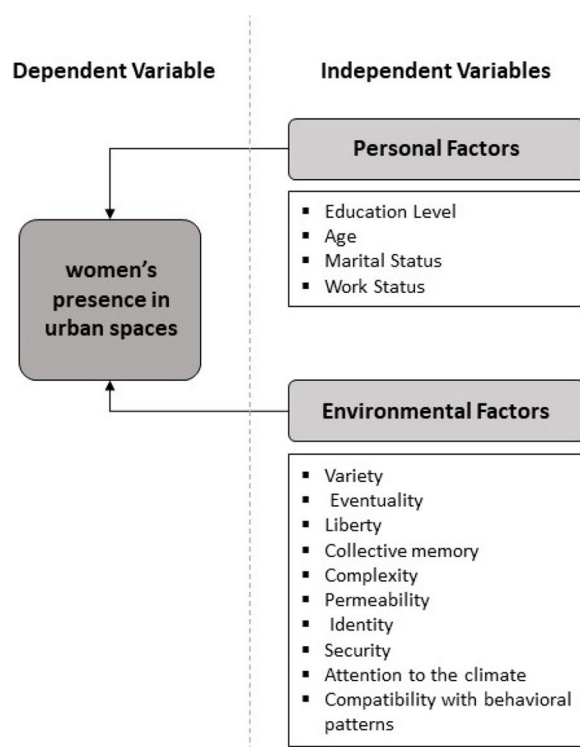 Dependent Variable
Independent Variables
Personal Factors
▪ Education Level
▪ Age
▪ Marital Status
▪ Work Status
women's
presence in
urban spaces
Environmental Factors
▪ Variety
▪ Eventuality
▪ Liberty
▪ Collective memory
▪ Complexity
▪ Permeability
▪ Identity
▪ Security
▪ Attention to the climate
▪ Compatibility with behavioral
patterns